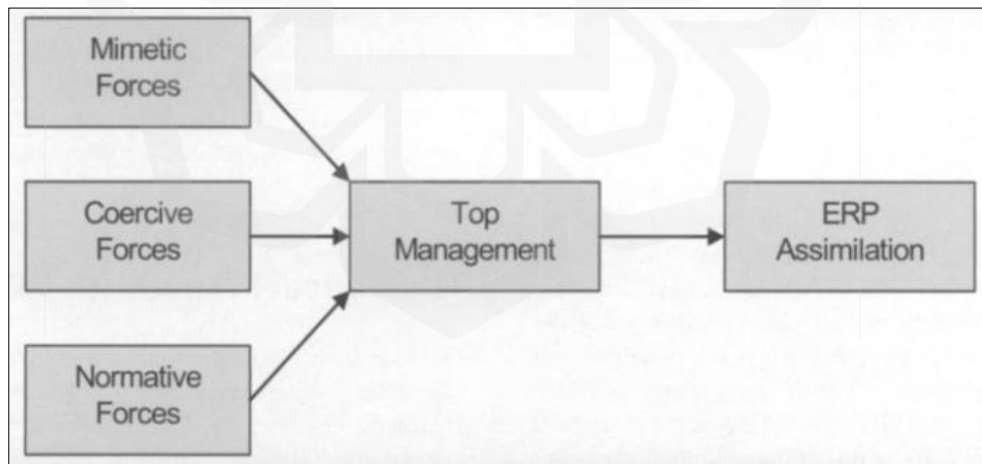 Mimetic
Forces
Coercive
Forces
Top
Management
ERP
Assimilation
Normative
Forces